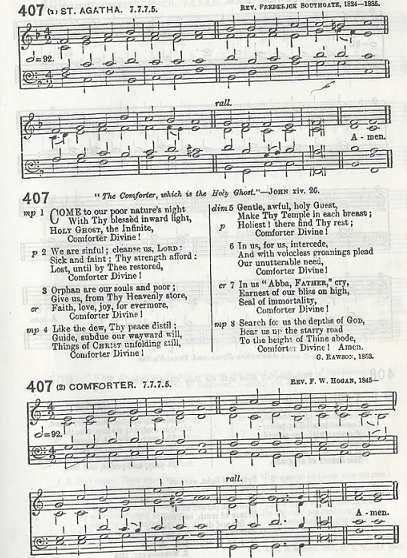 407 (1) ST. AGATHA. 7.7.7.5. REV. FREDERICK SOUTHGATE, 1824—1885.
=92.
rall.
A - men.
407 "The Comforter, which is the Holy Ghost."—JOHN xiv. 26.
mp 1 COME to our poor nature's night
With Thy blessèd inward light,
HOLY GHOST, the Infinite,
Comforter Divine!
p 2 We are sinful; cleanse us, LORD:
Sick and faint; Thy strength afford:
Lost, until by Thee restored,
Comforter Divine!
3 Orphan are our souls and poor;
Give us, from Thy Heavenly store,
cr Faith, love, joy, for evermore,
Comforter Divine!
mp 4 Like the dew, Thy peace distil;
Guide, subdue our wayward will,
Things of CHRIST unfolding still,
Comforter Divine!
dim 5 Gentle, awful, holy Guest,
Make Thy Temple in each breast;
p Holiest! there find Thy rest;
Comforter Divine!
6 In us, for us, intercede,
And with voiceless groanings plead
Our unutterable need,
Comforter Divine!
cr 7 In us "Abba, FATHER," cry,
Earnest of our bliss on high,
Seal of immortality,
Comforter Divine!
mp 8 Search for us the depths of GOD,
Bear us up the starry road
To the height of Thine abode,
Comforter Divine! Amen.
G. RAWSON, 1853.
407 (2) COMFORTER. 7.7.7.5. REV. F. W. HOGAN, 1845—
=92.
rall.
A - men.